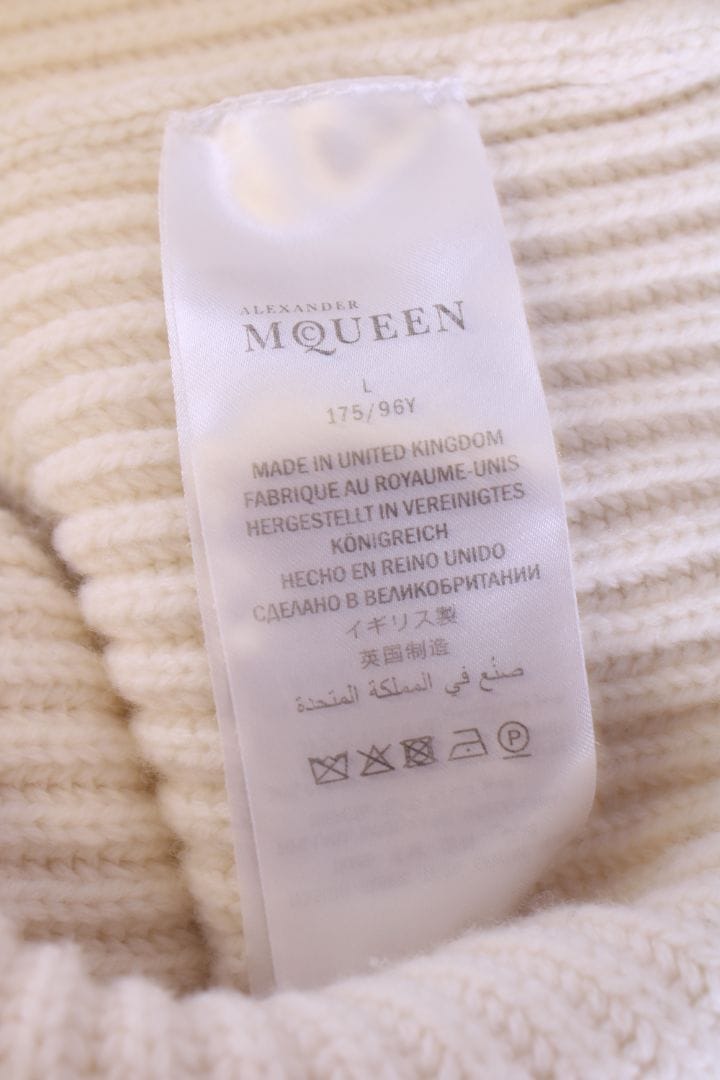 ALEXANDER
McQUEEN
L
175/96Y
MADE IN UNITED KINGDOM
FABRIQUE AU ROYAUME-UNIS
HERGESTELLT IN VEREINIGTES
KÖNIGREICH
HECHO EN REINO UNIDO
СДЕЛАНО В ВЕЛИКОБРИТАНИИ
イギリス製
英国制造
صنع في المملكة المتحدة
P